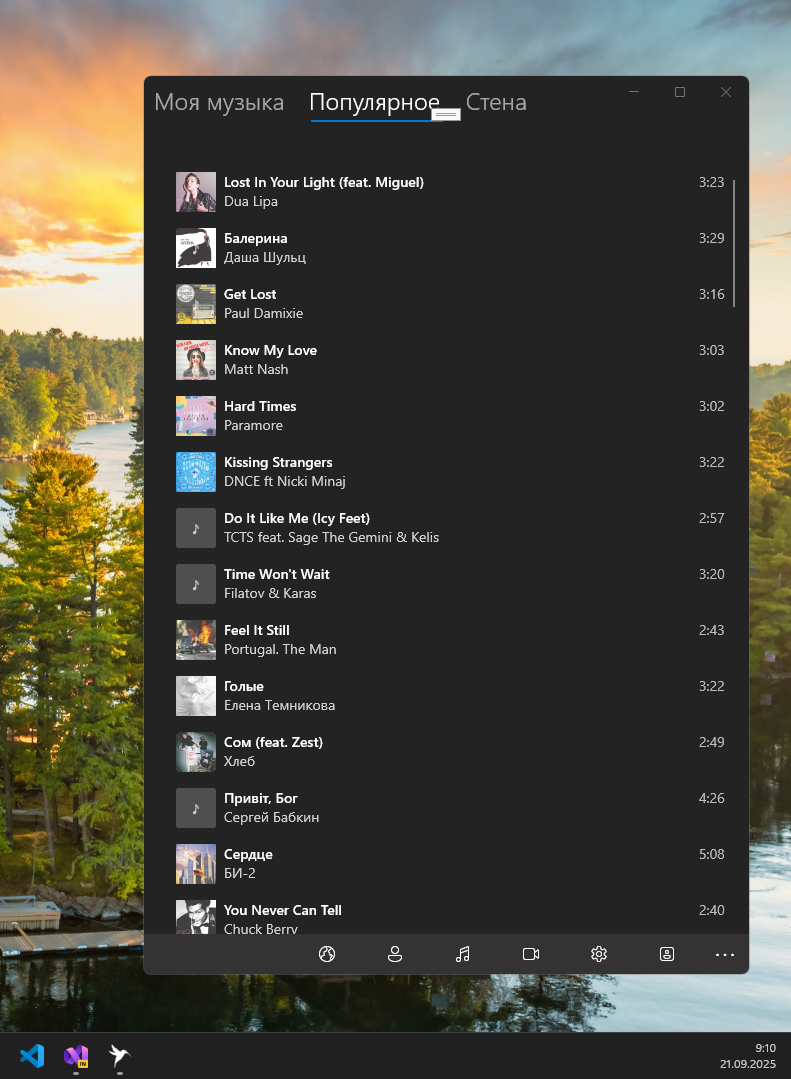 Моя музыка Популярное Стена
Lost In Your Light (feat. Miguel) 3:23
Dua Lipa
Балерина 3:29
Даша Шульц
Get Lost 3:16
Paul Damixie
Know My Love 3:03
Matt Nash
Hard Times 3:02
Paramore
Kissing Strangers 3:22
DNCE ft Nicki Minaj
Do It Like Me (Icy Feet) 2:57
TCTS feat. Sage The Gemini & Kelis
Time Won't Wait 3:20
Filatov & Karas
Feel It Still 2:43
Portugal. The Man
Голые 3:22
Елена Темникова
Сом (feat. Zest) 2:49
Хлеб
Привіт, Бог 4:26
Сергей Бабкин
Сердце 5:08
БИ-2
You Never Can Tell 2:40
Chuck Berry
9:10
21.09.2025